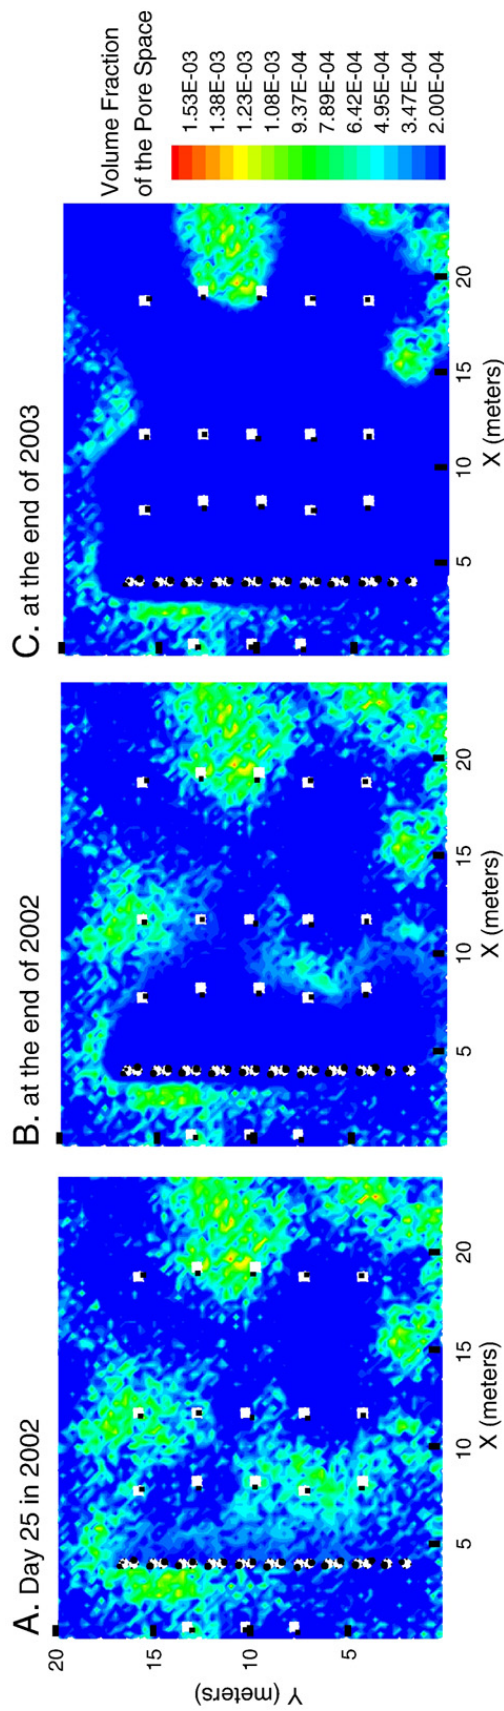 A. Day 25 in 2002
20
15
10
5
Y (meters)
5
10
15
20
X (meters)
B. at the end of 2002
5
10
15
20
X (meters)
C. at the end of 2003
5
10
15
20
X (meters)
Volume Fraction
of the Pore Space
1.53E-03
1.38E-03
1.23E-03
1.08E-03
9.37E-04
7.89E-04
6.42E-04
4.95E-04
3.47E-04
2.00E-04